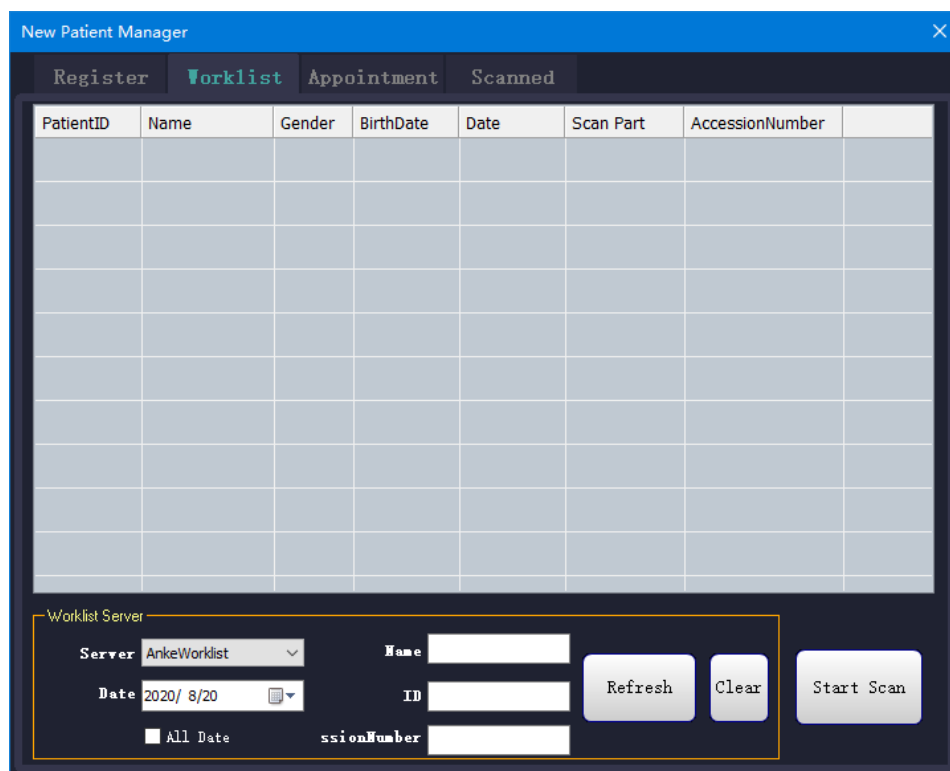 New Patient Manager
Register Worklist Appointment Scanned
PatientID Name Gender BirthDate Date Scan Part AccessionNumber
Worklist Server
Server AnkeWorklist Name
Date 2020/ 8/20 ID
Refresh Clear Start Scan
All Date ssionNumber